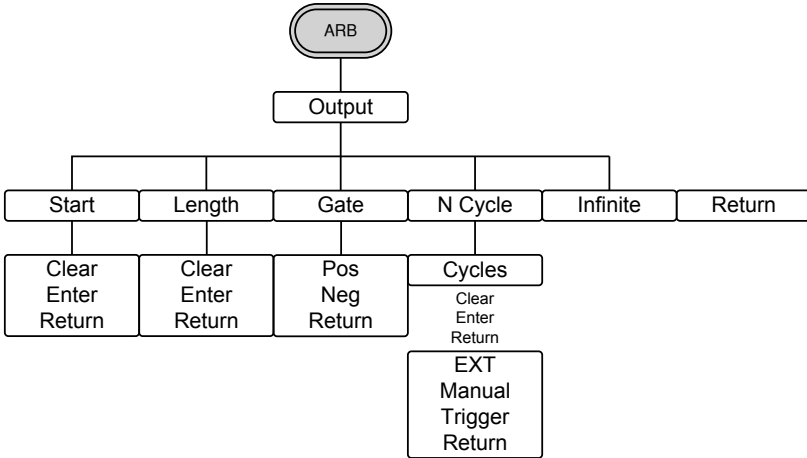 ARB
Output
Start
Length
Gate
N Cycle
Infinite
Return
Clear
Enter
Return
Clear
Enter
Return
Pos
Neg
Return
Cycles
Clear
Enter
Return
EXT
Manual
Trigger
Return